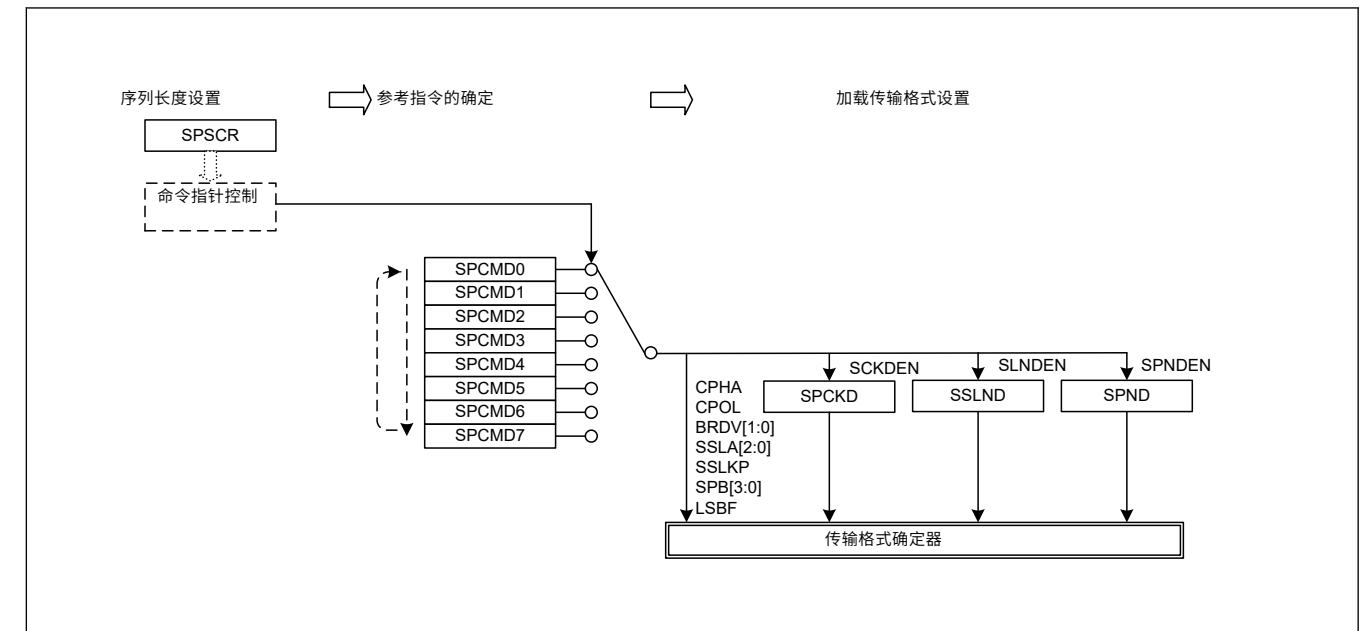 序列长度设置
参考指令的确定
加载传输格式设置
SPSCR
命令指针控制
SPCMD0
SPCMD1
SPCMD2
SPCMD3
SPCMD4
SPCMD5
SPCMD6
SPCMD7
CPHA
CPOL
BRDV[1:0]
SSLA[2:0]
SSLKP
SPB[3:0]
LSBF
SCKDEN
SPCKD
SLNDEN
SSLND
SPNDEN
SPND
传输格式确定器